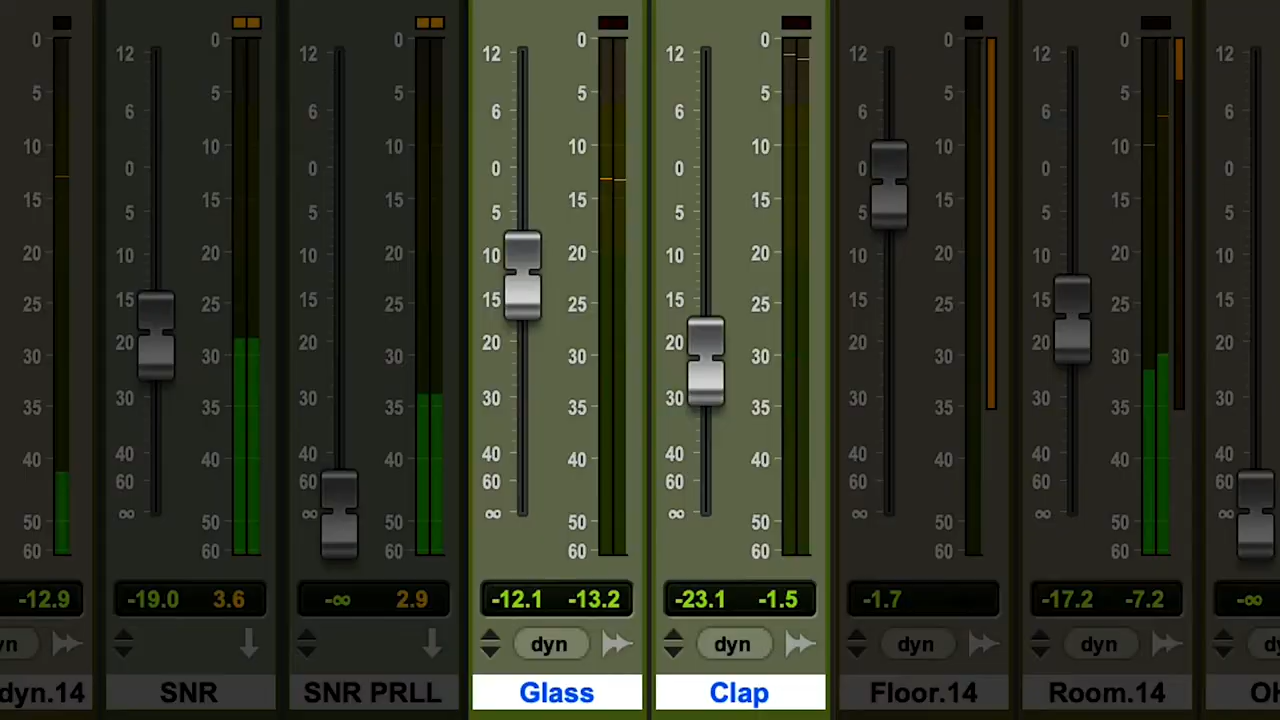 0 12 0 12 0 12 0 12 0 12 0 12 0 12
5 6 5 6 5 6 5 6 5 6 5 6 5 6
10 0 10 0 10 0 10 0 10 0 10 0 10 0
15 5 15 5 15 5 15 5 15 5 15 5 15 5
20 10 20 10 20 10 20 10 20 10 20 10 20 10
25 15 25 15 25 15 25 15 25 15 25 15 25 15
30 20 30 20 30 20 30 20 30 20 30 20 30 20
35 30 35 30 35 30 35 30 35 30 35 30 35 30
40 40 40 40 40 40 40 40 40 40 40 40 40 40
60 60 60 60 60 60 60
50 ∞ 50 ∞ 50 ∞ 50 ∞ 50 ∞ 50 ∞ 50 ∞
60 60 60 60 60 60 60
-12.9 -19.0 3.6 -∞ 2.9 -12.1 -13.2 -23.1 -1.5 -1.7 -17.2 -7.2 -∞
yn dyn dyn dyn dyn d
dyn.14 SNR SNR PRLL Glass Clap Floor.14 Room.14 O